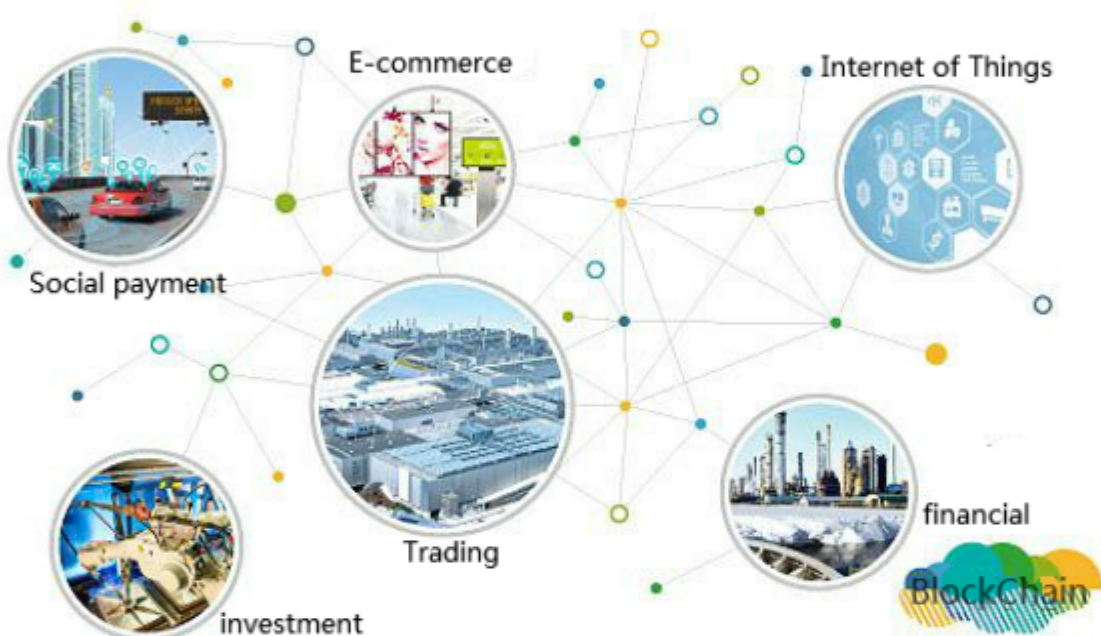 E-commerce
Internet of Things
Social payment
Trading
financial
BlockChain
investment